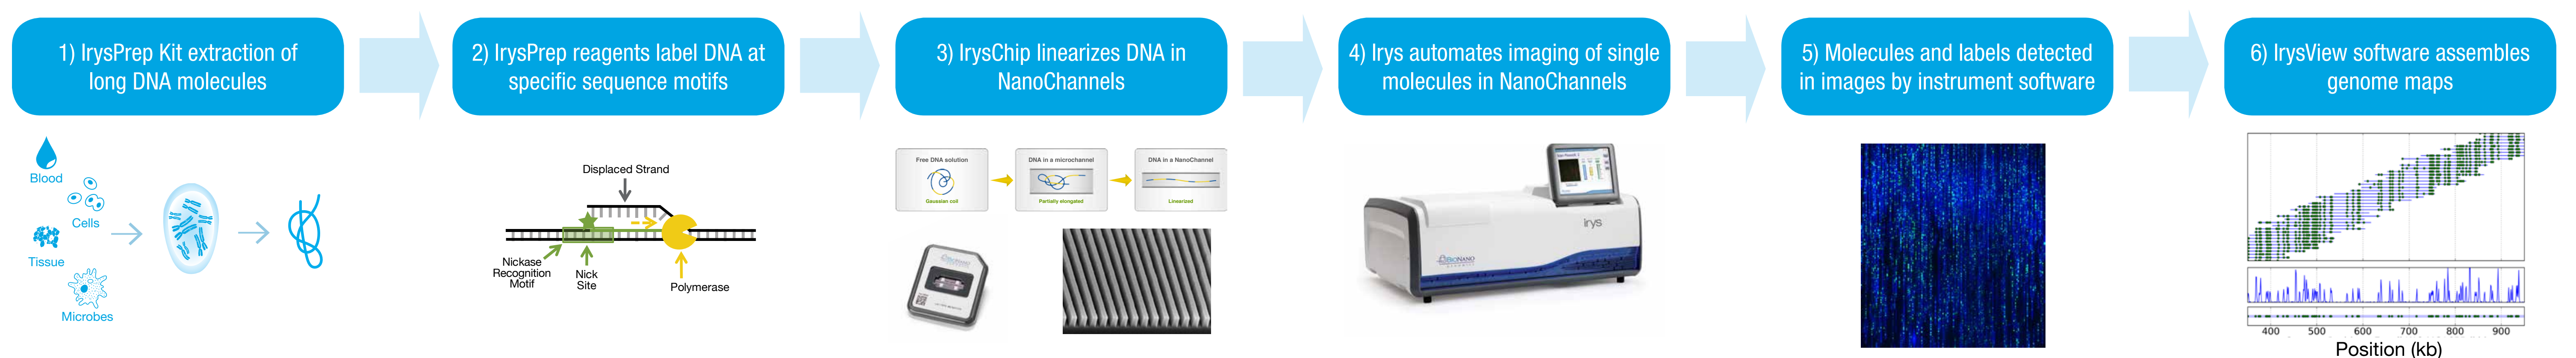 1) IrysPrep Kit extraction of
long DNA molecules
2) IrysPrep reagents label DNA at
specific sequence motifs
3) IrysChip linearizes DNA in
NanoChannels
4) Irys automates imaging of single
molecules in NanoChannels
5) Molecules and labels detected
in images by instrument software
6) IrysView software assembles
genome maps
Blood
Cells
Tissue
Microbes
Displaced Strand
Nickase
Recognition
Motif
Nick
Site
Polymerase
Free DNA solution
Gaussian coil
DNA in a microchannel
Partially elongated
DNA in a NanoChannel
Linearized
irys
BIONANO
GENOMICS
400 500 600 700 800 900
Position (kb)